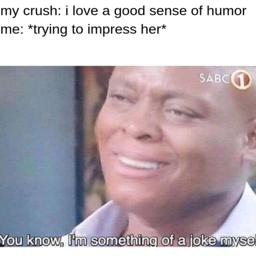 my crush: i love a good sense of humor
me: *trying to impress her*
SABC 1
You know, I'm something of a joke mysel